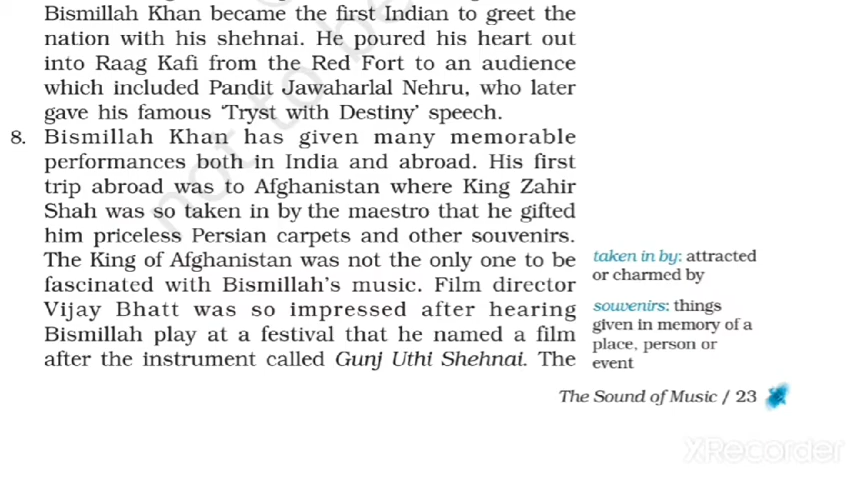 Bismillah Khan became the first Indian to greet the
nation with his shehnai. He poured his heart out
into Raag Kafi from the Red Fort to an audience
which included Pandit Jawaharlal Nehru, who later
gave his famous ‘Tryst with Destiny’ speech.
8. Bismillah Khan has given many memorable
performances both in India and abroad. His first
trip abroad was to Afghanistan where King Zahir
Shah was so taken in by the maestro that he gifted
him priceless Persian carpets and other souvenirs.
The King of Afghanistan was not the only one to be
fascinated with Bismillah’s music. Film director
Vijay Bhatt was so impressed after hearing
Bismillah play at a festival that he named a film
after the instrument called Gunj Uthi Shehnai. The
taken in by: attracted
or charmed by
souvenirs: things
given in memory of a
place, person or
event
The Sound of Music / 23
not to be
XRecorder